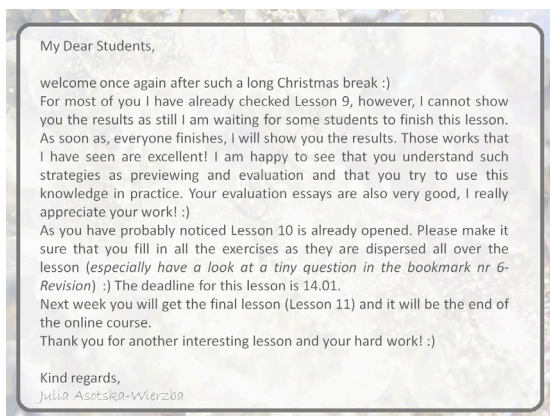 My Dear Students,
welcome once again after such a long Christmas break :)
For most of you I have already checked Lesson 9, however, I cannot show
you the results as still I am waiting for some students to finish this lesson.
As soon as, everyone finishes, I will show you the results. Those works that
I have seen are excellent! I am happy to see that you understand such
strategies as previewing and evaluation and that you try to use this
knowledge in practice. Your evaluation essays are also very good, I really
appreciate your work! :)
As you have probably noticed Lesson 10 is already opened. Please make it
sure that you fill in all the exercises as they are dispersed all over the
lesson (especially have a look at a tiny question in the bookmark nr 6-
Revision) :) The deadline for this lesson is 14.01.
Next week you will get the final lesson (Lesson 11) and it will be the end of
the online course.
Thank you for another interesting lesson and your hard work! :)
Kind regards,
Julia Asotska-Wierzba